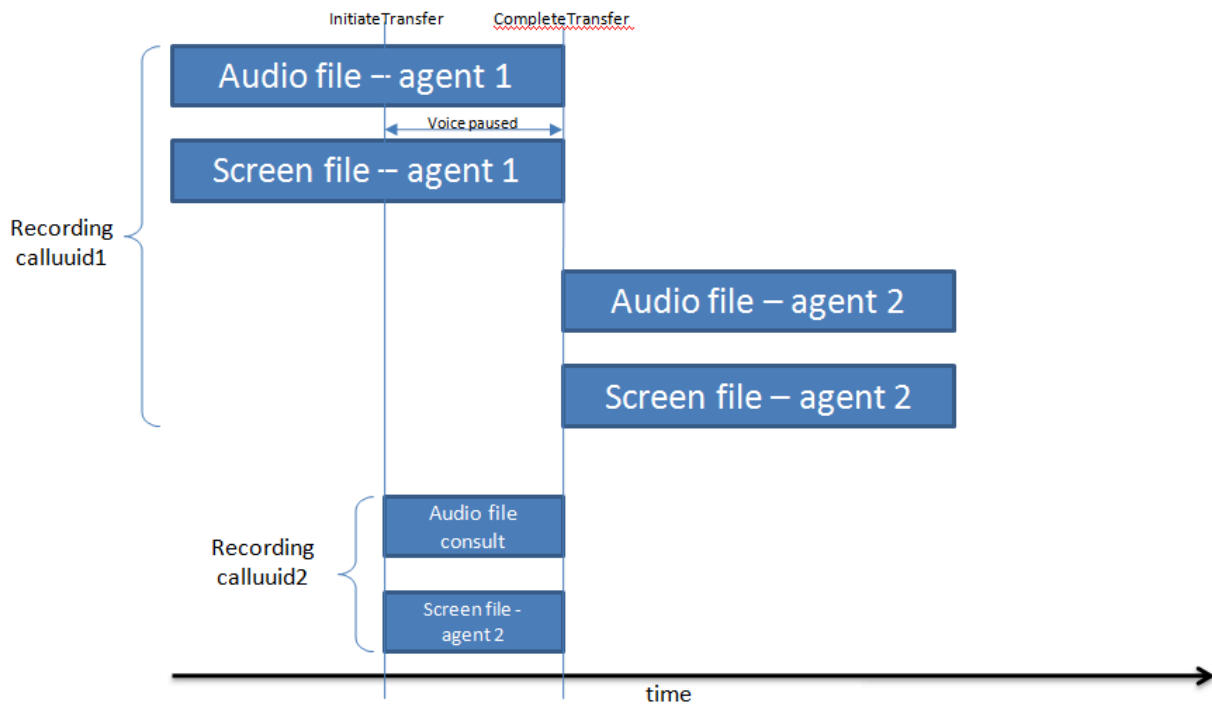 InitiateTransfer
CompleteTransfer
Audio file – agent 1
Voice paused
Screen file – agent 1
Recording
calluuid1
Audio file – agent 2
Screen file – agent 2
Audio file
consult
Recording
calluuid2
Screen file -
agent 2
time